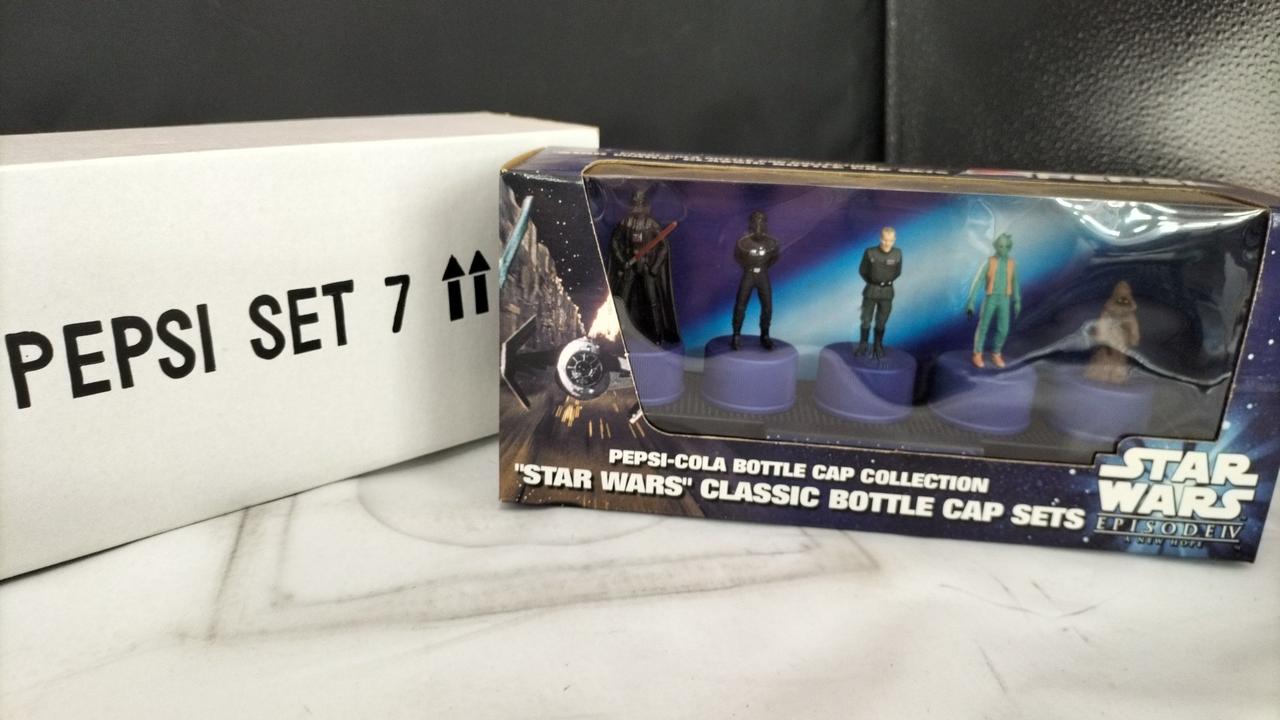 PEPSI SET 7
PEPSI-COLA BOTTLE CAP COLLECTION
"STAR WARS" CLASSIC BOTTLE CAP SETS
STAR
WARS
EPISODE IV
A NEW HOPE